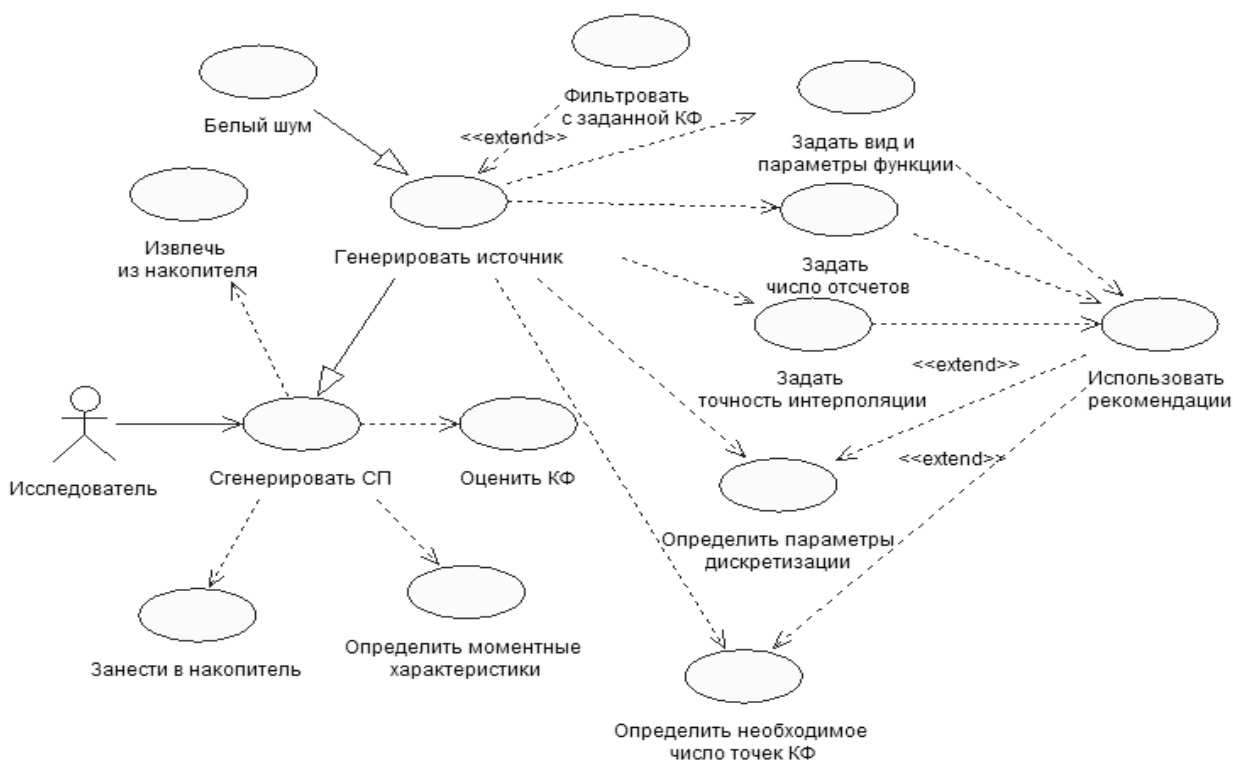 Белый шум
Фильтровать
с заданной КФ
<<extend>>
Задать вид и
параметры функции
Извлечь
из накопителя
Генерировать источник
Задать
число отсчетов
Задать
точность интерполяции
<<extend>>
Использовать
рекомендации
Исследователь
Сгенерировать СП
Оценить КФ
<<extend>>
Определить параметры
дискретизации
Занести в накопитель
Определить моментные
характеристики
Определить необходимое
число точек КФ